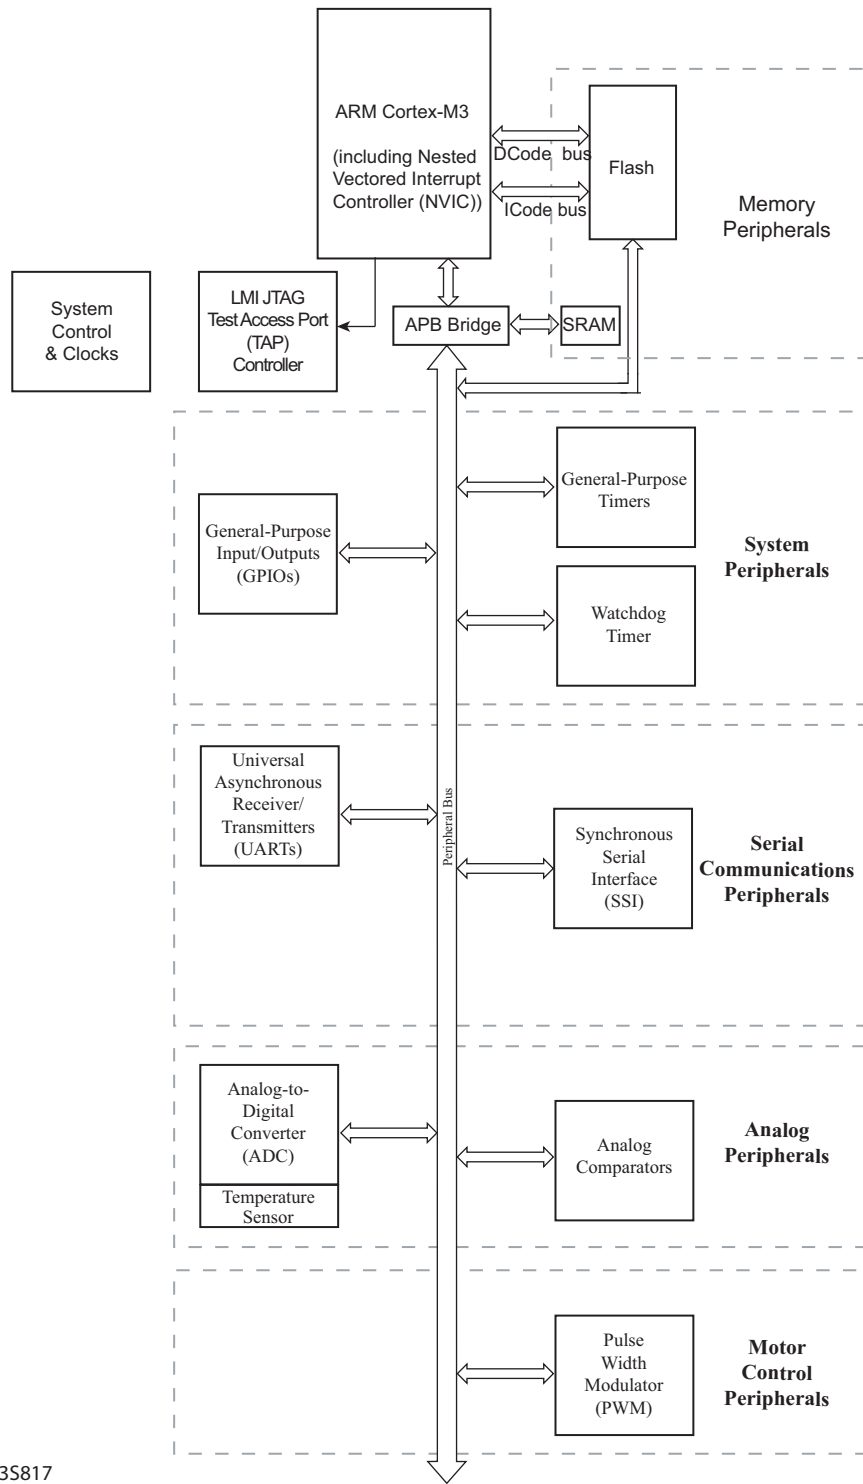 ARM Cortex-M3
(including Nested
Vectored Interrupt
Controller (NVIC))
DCode bus
ICode bus
Flash
Memory
Peripherals
System
Control
& Clocks
LMI JTAG
Test Access Port
(TAP)
Controller
APB Bridge
SRAM
General-Purpose
Timers
General-Purpose
Input/Outputs
(GPIOs)
System
Peripherals
Watchdog
Timer
Universal
Asynchronous
Receiver/
Transmitters
(UARTs)
Peripheral Bus
Synchronous
Serial
Interface
(SSI)
Serial
Communications
Peripherals
Analog-to-
Digital
Converter
(ADC)
Temperature
Sensor
Analog
Comparators
Analog
Peripherals
Pulse
Width
Modulator
(PWM)
Motor
Control
Peripherals
3S817